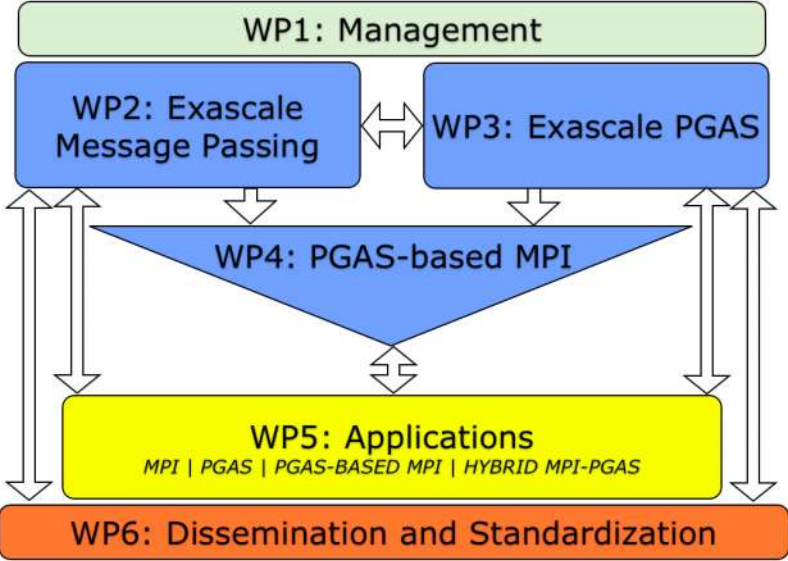 WP1: Management
WP2: Exascale
Message Passing
WP3: Exascale PGAS
WP4: PGAS-based MPI
WP5: Applications
MPI | PGAS | PGAS-BASED MPI | HYBRID MPI-PGAS
WP6: Dissemination and Standardization